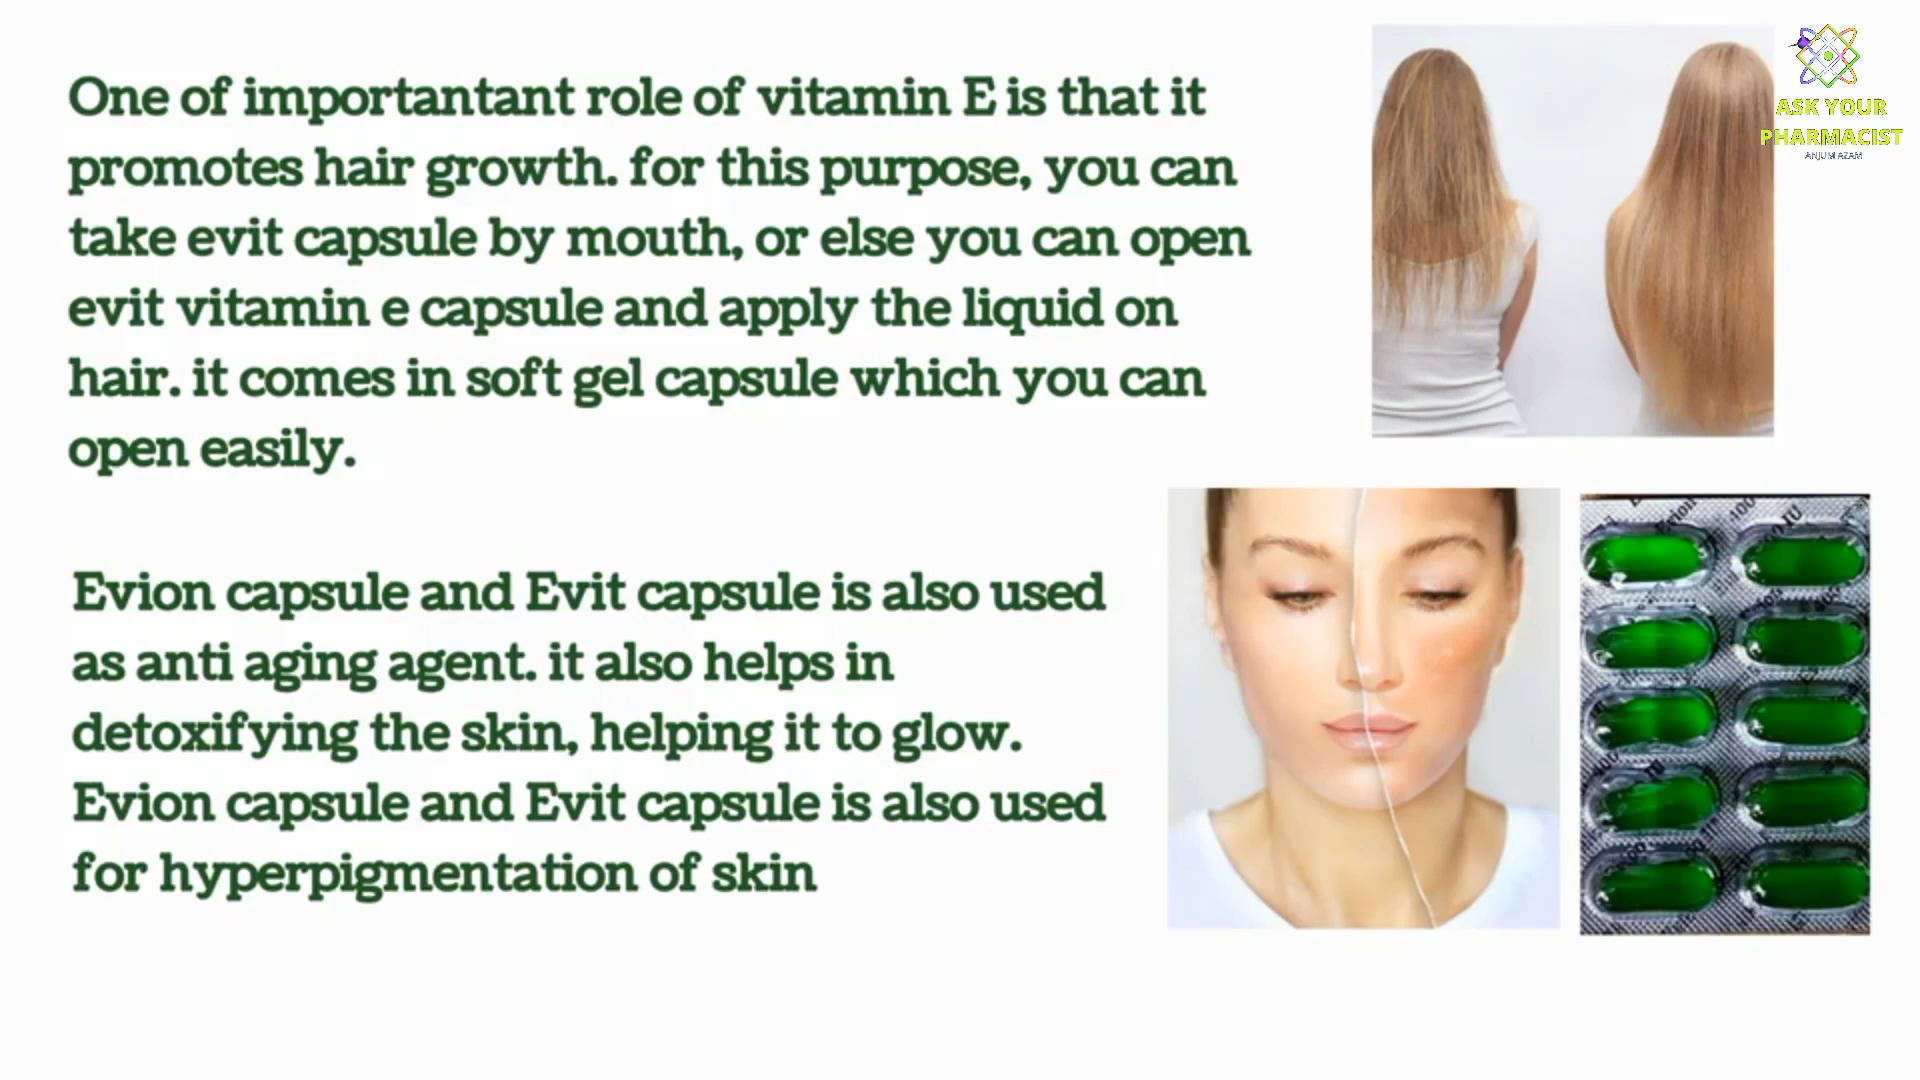 One of importantant role of vitamin E is that it
promotes hair growth. for this purpose, you can
take evit capsule by mouth, or else you can open
evit vitamin e capsule and apply the liquid on
hair. it comes in soft gel capsule which you can
open easily.
Evion capsule and Evit capsule is also used
as anti aging agent. it also helps in
detoxifying the skin, helping it to glow.
Evion capsule and Evit capsule is also used
for hyperpigmentation of skin
ASK YOUR
PHARMACIST
ANJUM AZAM